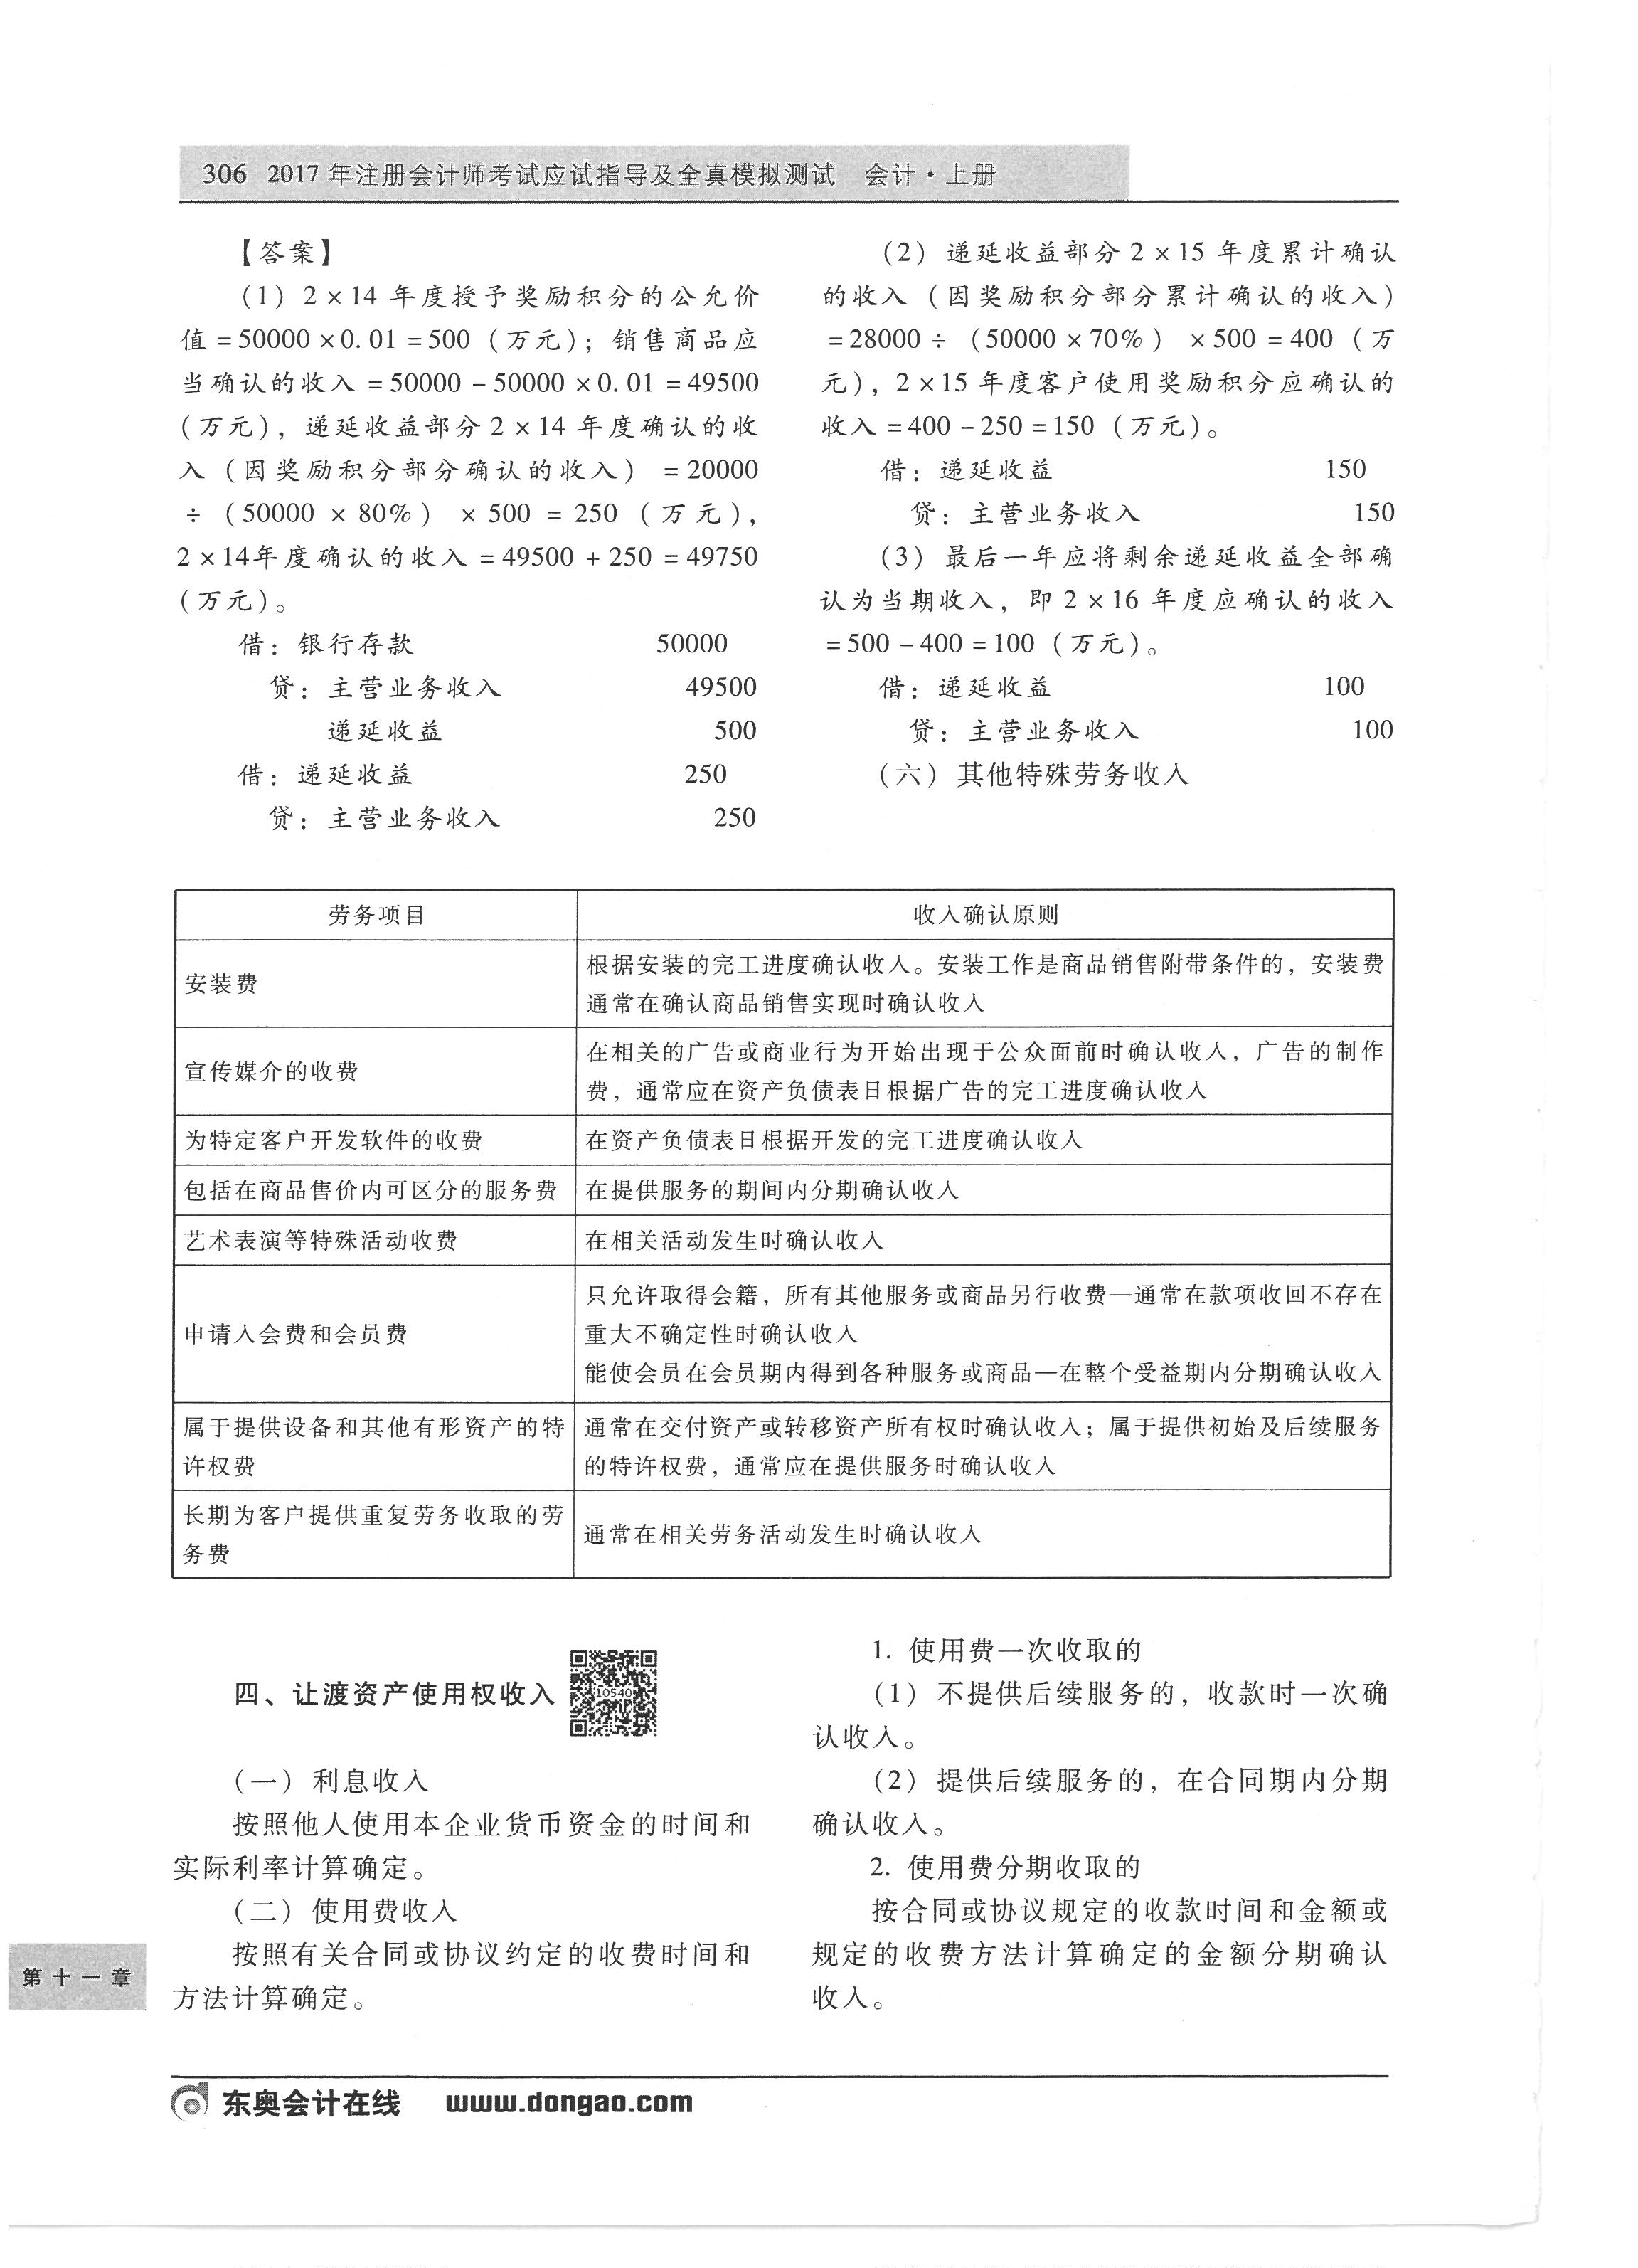 306 2017年注册会计师考试应试指导及全真模拟测试 会计·上册
【答案】
(1) 2×14 年度授予奖励积分的公允价
值=50000×0.01=500（万元）；销售商品应
当确认的收入=50000-50000×0.01=49500
（万元），递延收益部分2×14 年度确认的收
入（因奖励积分部分确认的收入）=20000
÷（50000×80%）×500=250（万元），
2×14年度确认的收入=49500+250=49750
（万元）。
借：银行存款 50000
贷：主营业务收入 49500
递延收益 500
借：递延收益 250
贷：主营业务收入 250
(2) 递延收益部分2×15 年度累计确认
的收入（因奖励积分部分累计确认的收入）
=28000÷（50000×70%）×500=400（万
元），2×15 年度客户使用奖励积分应确认的
收入=400-250=150（万元）。
借：递延收益 150
贷：主营业务收入 150
(3) 最后一年应将剩余递延收益全部确
认为当期收入，即2×16 年度应确认的收入
=500-400=100（万元）。
借：递延收益 100
贷：主营业务收入 100
（六）其他特殊劳务收入
劳务项目 收入确认原则
安装费
根据安装的完工进度确认收入。安装工作是商品销售附带条件的，安装费
通常在确认商品销售实现时确认收入
宣传媒介的收费
在相关的广告或商业行为开始出现于公众面前时确认收入，广告的制作
费，通常应在资产负债表日根据广告的完工进度确认收入
为特定客户开发软件的收费 在资产负债表日根据开发的完工进度确认收入
包括在商品售价内可区分的服务费 在提供服务的期间内分期确认收入
艺术表演等特殊活动收费 在相关活动发生时确认收入
申请入会费和会员费
只允许取得会籍，所有其他服务或商品另行收费—通常在款项收回不存在
重大不确定性时确认收入
能使会员在会员期内得到各种服务或商品—在整个受益期内分期确认收入
属于提供设备和其他有形资产的特
许权费
通常在交付资产或转移资产所有权时确认收入；属于提供初始及后续服务
的特许权费，通常应在提供服务时确认收入
长期为客户提供重复劳务收取的劳
务费
通常在相关劳务活动发生时确认收入
四、让渡资产使用权收入
10540
（一）利息收入
按照他人使用本企业货币资金的时间和
实际利率计算确定。
（二）使用费收入
按照有关合同或协议约定的收费时间和
方法计算确定。
1. 使用费一次收取的
(1) 不提供后续服务的，收款时一次确
认收入。
(2) 提供后续服务的，在合同期内分期
确认收入。
2. 使用费分期收取的
按合同或协议规定的收款时间和金额或
规定的收费方法计算确定的金额分期确认
收入。
第十一章
东奥会计在线 www.dongao.com